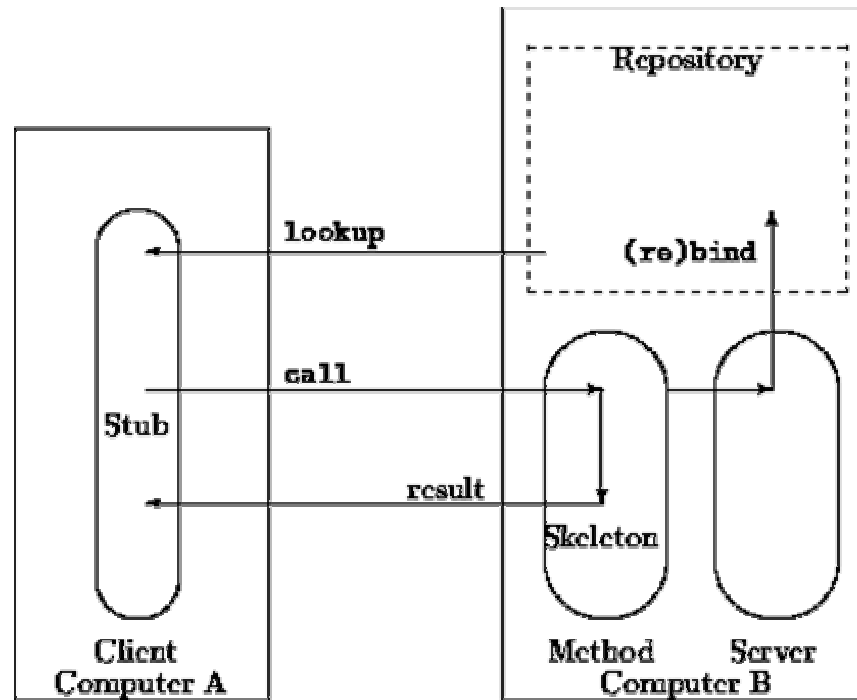 Repository
lookup
(re)bind
call
Stub
result
Skeleton
Client
Computer A
Method
Server
Computer B